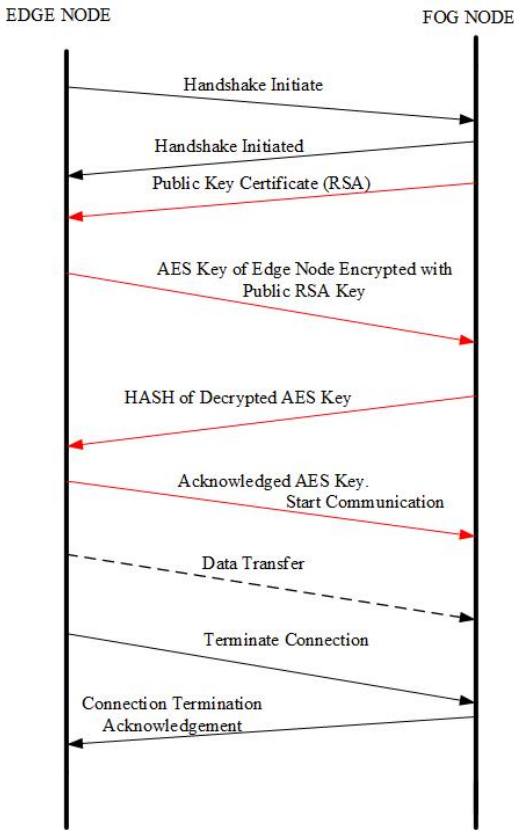 EDGE NODE
FOG NODE
Handshake Initiate
Handshake Initiated
Public Key Certificate (RSA)
AES Key of Edge Node Encrypted with
Public RSA Key
HASH of Decrypted AES Key
Acknowledged AES Key.
Start Communication
Data Transfer
Terminate Connection
Connection Termination
Acknowledgement